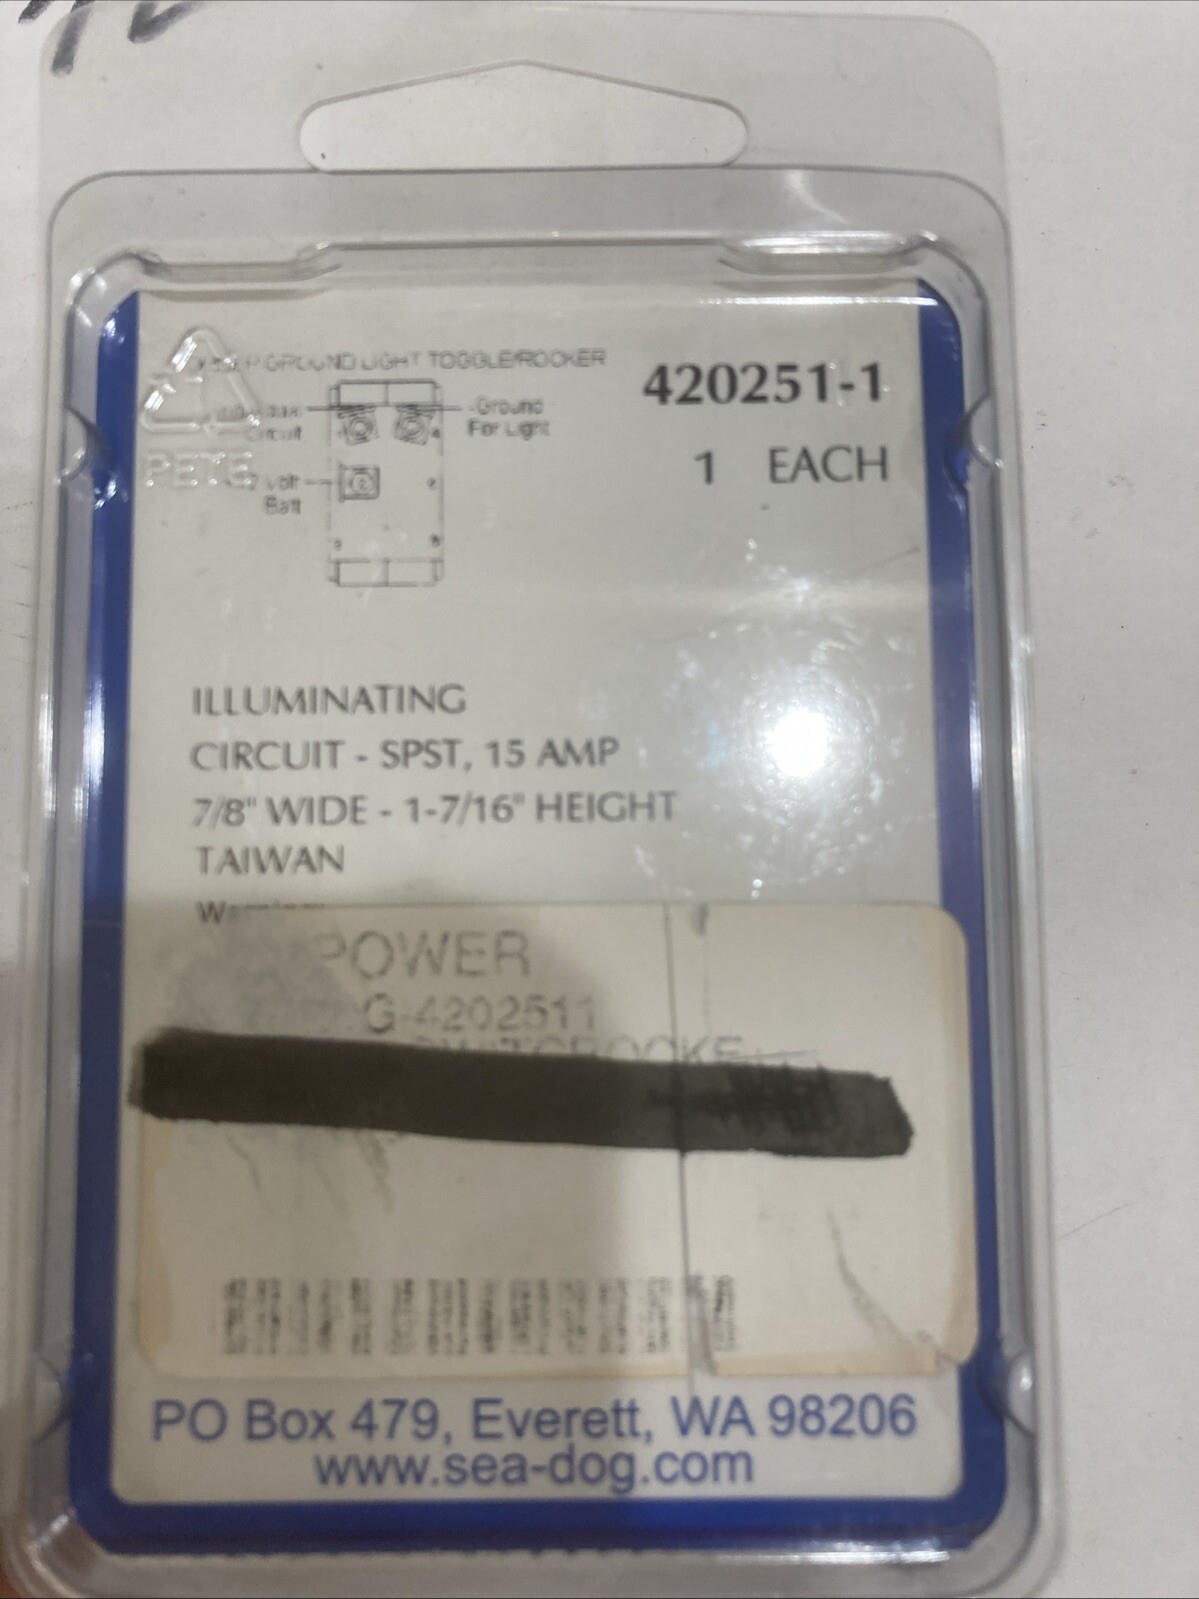 GROUND LIGHT TOGGLE/ROCKER
420251-1
Circuit
-Ground
For Light
1 EACH
PETE
volt
Batt
ILLUMINATING
CIRCUIT - SPST, 15 AMP
7/8" WIDE - 1-7/16" HEIGHT
TAIWAN
POWER
G-4202511
PO Box 479, Everett, WA 98206
www.sea-dog.com